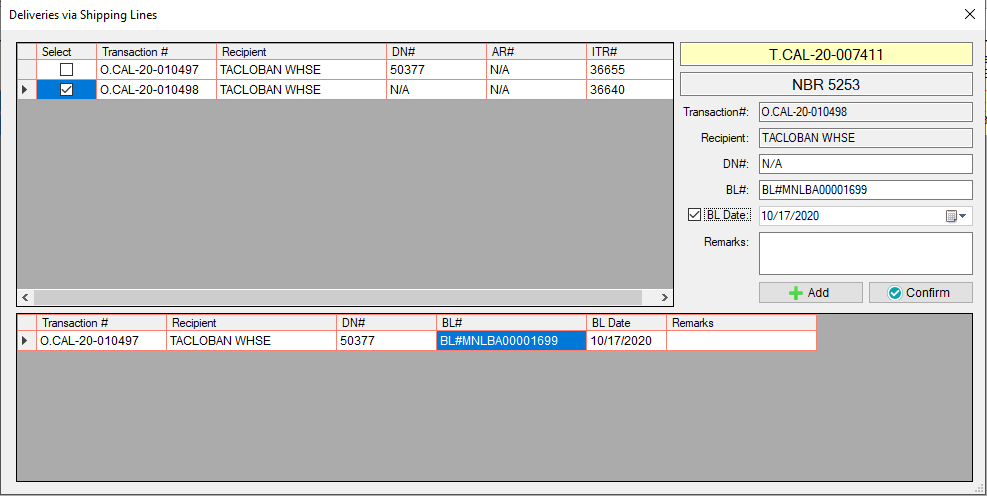 Deliveries via Shipping Lines
Select Transaction # Recipient DN# AR# ITR#
O.CAL-20-010497 TACLOBAN WHSE 50377 N/A 36655
O.CAL-20-010498 TACLOBAN WHSE N/A N/A 36640
T.CAL-20-007411
NBR 5253
Transaction#: O.CAL-20-010498
Recipient: TACLOBAN WHSE
DN#: N/A
BL#: BL#MNLBA00001699
BL Date: 10/17/2020
Remarks:
Add Confirm
Transaction # Recipient DN# BL# BL Date Remarks
O.CAL-20-010497 TACLOBAN WHSE 50377 BL#MNLBA00001699 10/17/2020